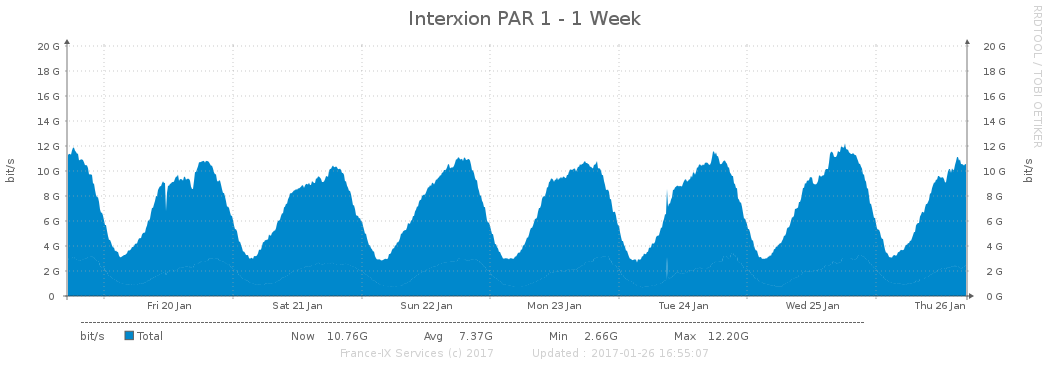 Interxion PAR 1 - 1 Week
RRDTOOL / TOBI OETIKER
bit/s
20 G 20 G
18 G 18 G
16 G 16 G
14 G 14 G
12 G 12 G
10 G 10 G
8 G 8 G
6 G 6 G
4 G 4 G
2 G 2 G
0 0 G
bit/s
Fri 20 Jan Sat 21 Jan Sun 22 Jan Mon 23 Jan Tue 24 Jan Wed 25 Jan Thu 26 Jan
bit/s Total Now 10.76G Avg 7.37G Min 2.66G Max 12.20G
France-IX Services (c) 2017 Updated : 2017-01-26 16:55:07